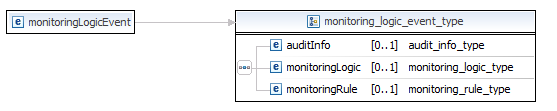 e monitoringLogicEvent
monitoring_logic_event_type
e auditInfo [0..1] audit_info_type
e monitoringLogic [0..1] monitoring_logic_type
e monitoringRule [0..1] monitoring_rule_type